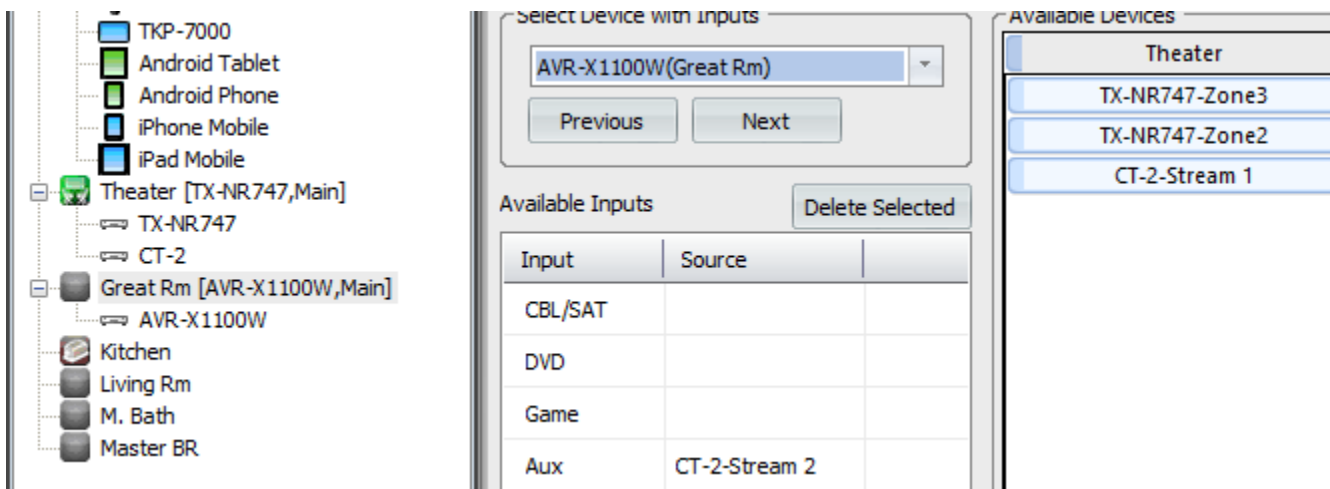 TKP-7000
Android Tablet
Android Phone
iPhone Mobile
iPad Mobile
Theater [TX-NR747,Main]
TX-NR747
CT-2
Great Rm [AVR-X1100W,Main]
AVR-X1100W
Kitchen
Living Rm
M. Bath
Master BR
Select Device with Inputs
AVR-X1100W(Great Rm)
Previous Next
Available Inputs Delete Selected
Input Source
CBL/SAT
DVD
Game
Aux CT-2-Stream 2
Available Devices
Theater
TX-NR747-Zone3
TX-NR747-Zone2
CT-2-Stream 1